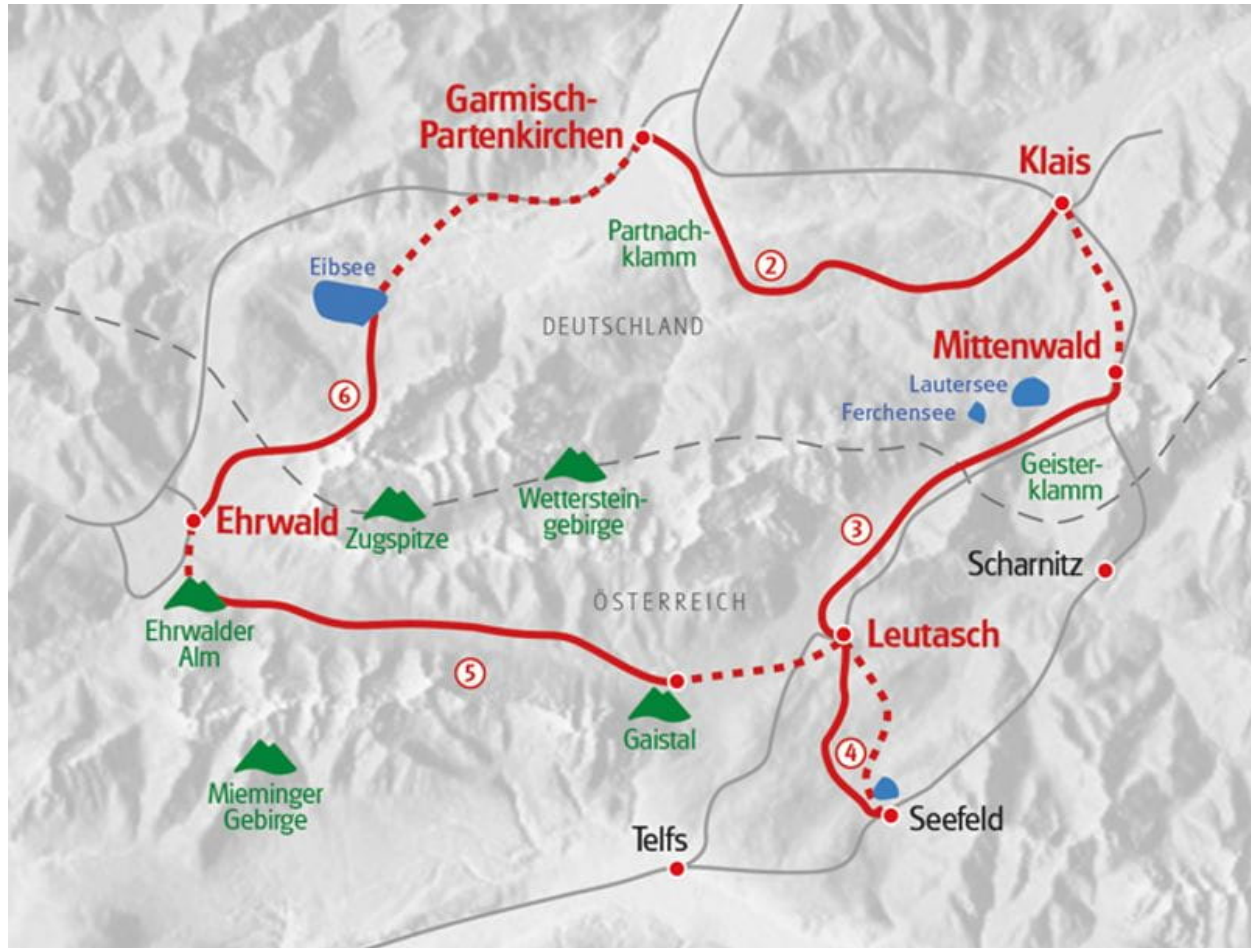 Garmisch-
Partenkirchen
Klais
Partnach-
klamm
2
Eibsee
DEUTSCHLAND
Mittenwald
Lautersee
Ferchensee
6
Geister-
klamm
Wetterstein-
gebirge
Ehrwald
Zugspitze
3
Scharnitz
ÖSTERREICH
Ehrwalder
Alm
Leutasch
5
Gaistal
4
Mieminger
Gebirge
Seefeld
Telfs